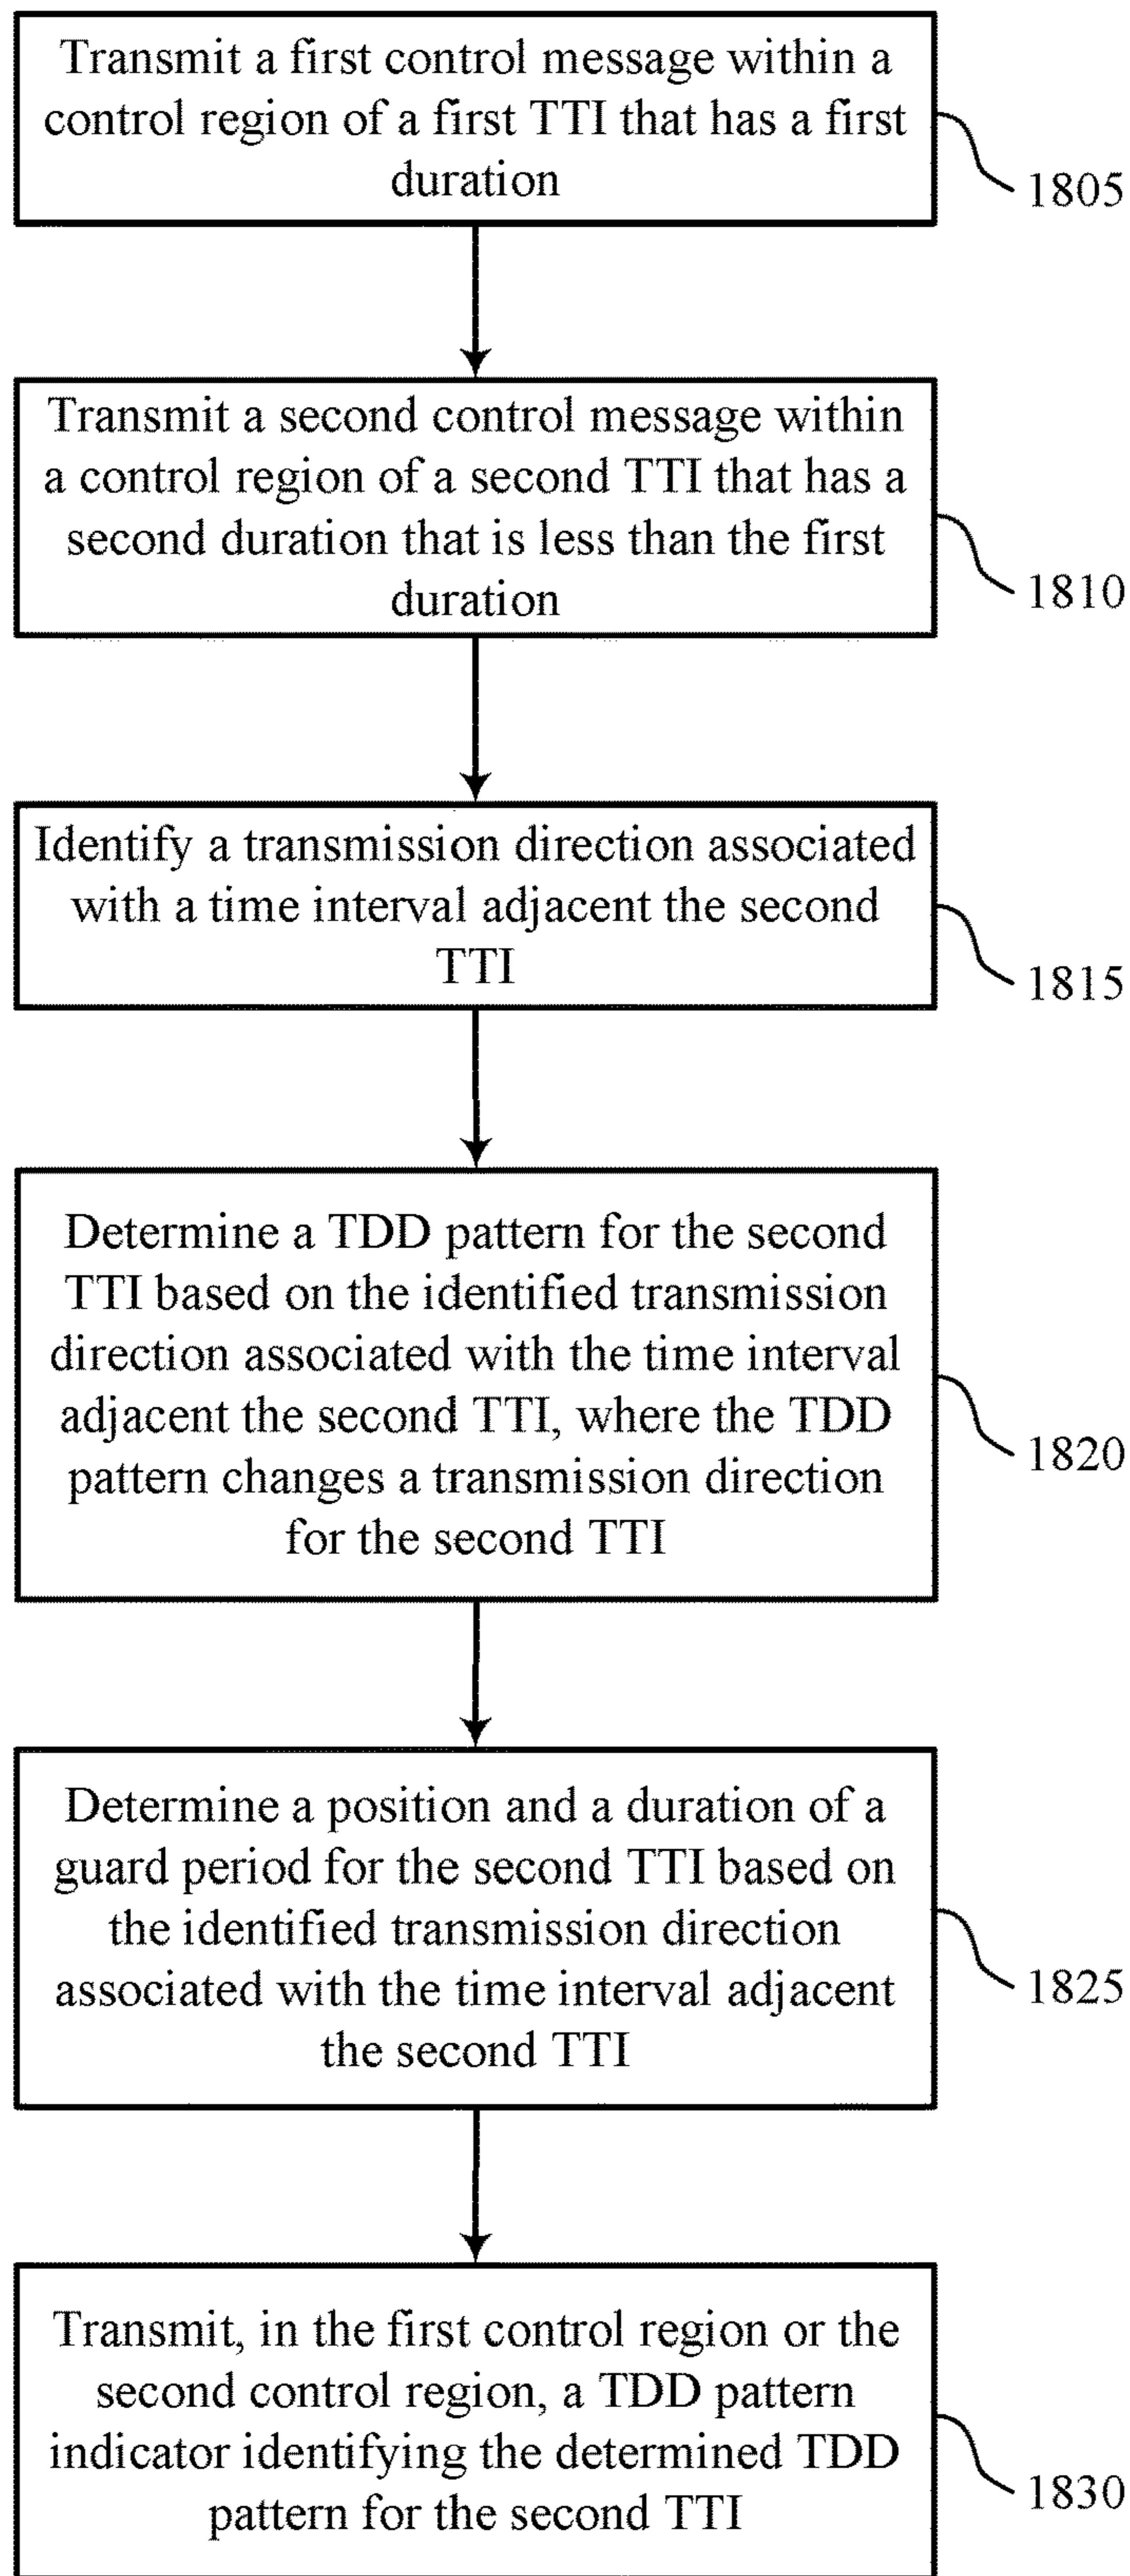 Transmit a first control message within a
control region of a first TTI that has a first
duration
1805
Transmit a second control message within
a control region of a second TTI that has a
second duration that is less than the first
duration
1810
Identify a transmission direction associated
with a time interval adjacent the second
TTI
1815
Determine a TDD pattern for the second
TTI based on the identified transmission
direction associated with the time interval
adjacent the second TTI, where the TDD
pattern changes a transmission direction
for the second TTI
1820
Determine a position and a duration of a
guard period for the second TTI based on
the identified transmission direction
associated with the time interval adjacent
the second TTI
1825
Transmit, in the first control region or the
second control region, a TDD pattern
indicator identifying the determined TDD
pattern for the second TTI
1830